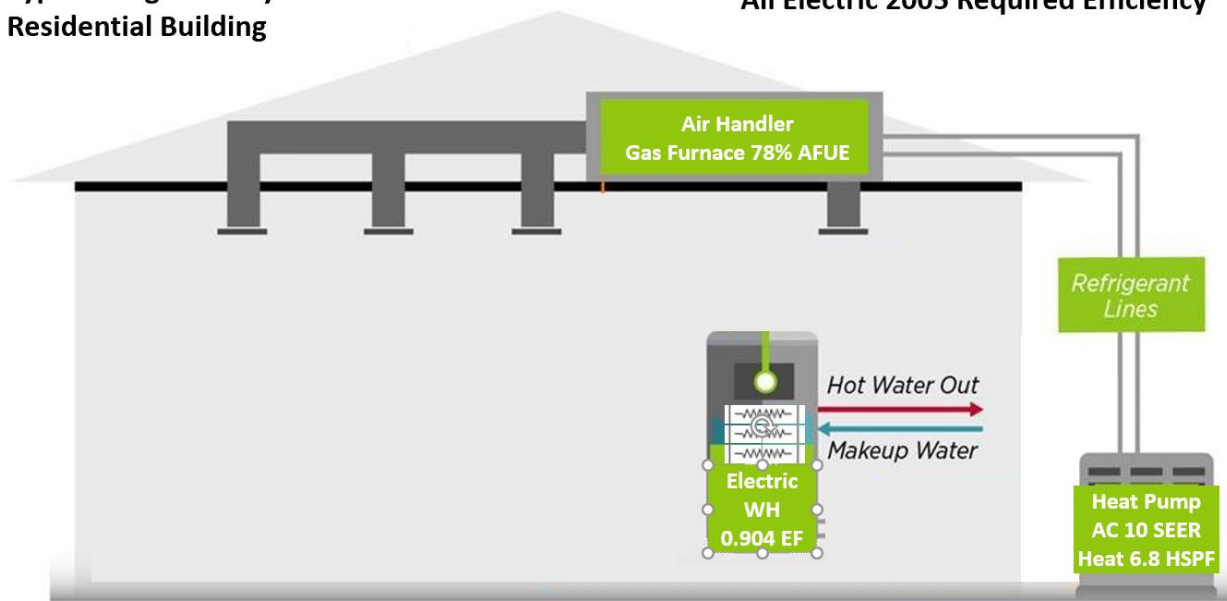 Residential Building
All Electric 2005 Required Efficiency
Air Handler
Gas Furnace 78% AFUE
Refrigerant
Lines
Hot Water Out
Makeup Water
Electric
WH
0.904 EF
Heat Pump
AC 10 SEER
Heat 6.8 HSPF